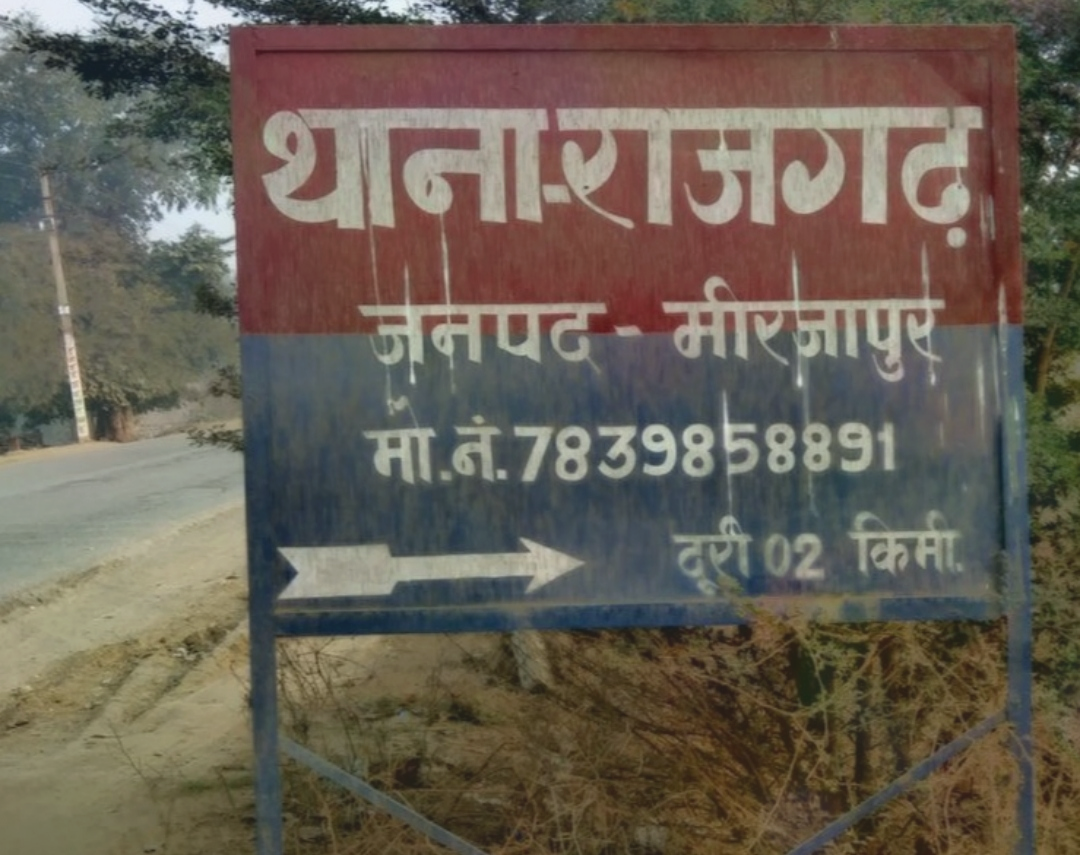 थाना-राजगढ़
जनपद - मीरजापुर
मो.नं.7839858891
दूरी 02 किमी.